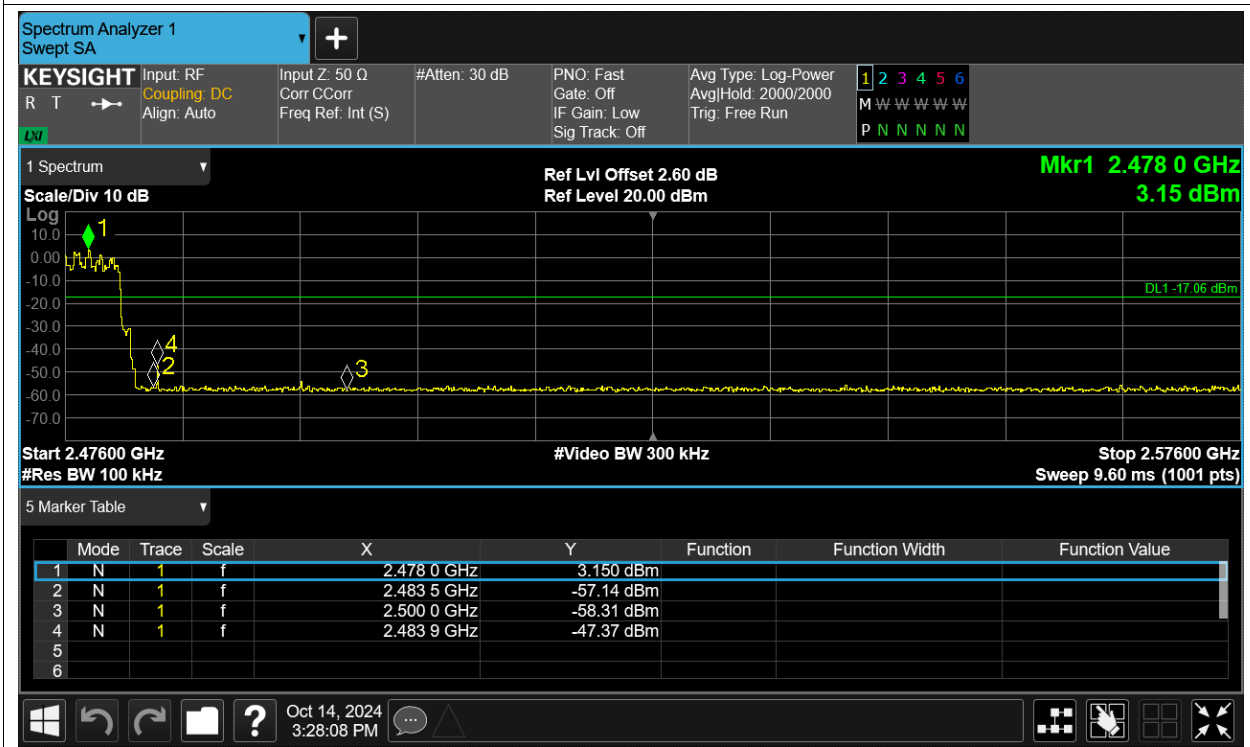 Spectrum Analyzer 1
Swept SA
+
KEYSIGHT Input: RF Input Z: 50 Ω #Atten: 30 dB PNO: Fast Avg Type: Log-Power 1 2 3 4 5 6
R T Coupling: DC Corr CCorr Gate: Off Avg|Hold: 2000/2000 M W W W W W
Align: Auto Freq Ref: Int (S) IF Gain: Low Trig: Free Run
LXI Sig Track: Off P N N N N N
1 Spectrum Ref Lvl Offset 2.60 dB Mkr1 2.478 0 GHz
Scale/Div 10 dB Ref Level 20.00 dBm 3.15 dBm
Log
10.0
0.00
-10.0
-20.0
-30.0
-40.0
-50.0
-60.0
-70.0
1
4
2
3
DL1 -17.06 dBm
Start 2.47600 GHz #Video BW 300 kHz Stop 2.57600 GHz
#Res BW 100 kHz Sweep 9.60 ms (1001 pts)
5 Marker Table
Mode Trace Scale X Y Function Function Width Function Value
1 N 1 f 2.478 0 GHz 3.150 dBm
2 N 1 f 2.483 5 GHz -57.14 dBm
3 N 1 f 2.500 0 GHz -58.31 dBm
4 N 1 f 2.483 9 GHz -47.37 dBm
5
6
? Oct 14, 2024
3:28:08 PM